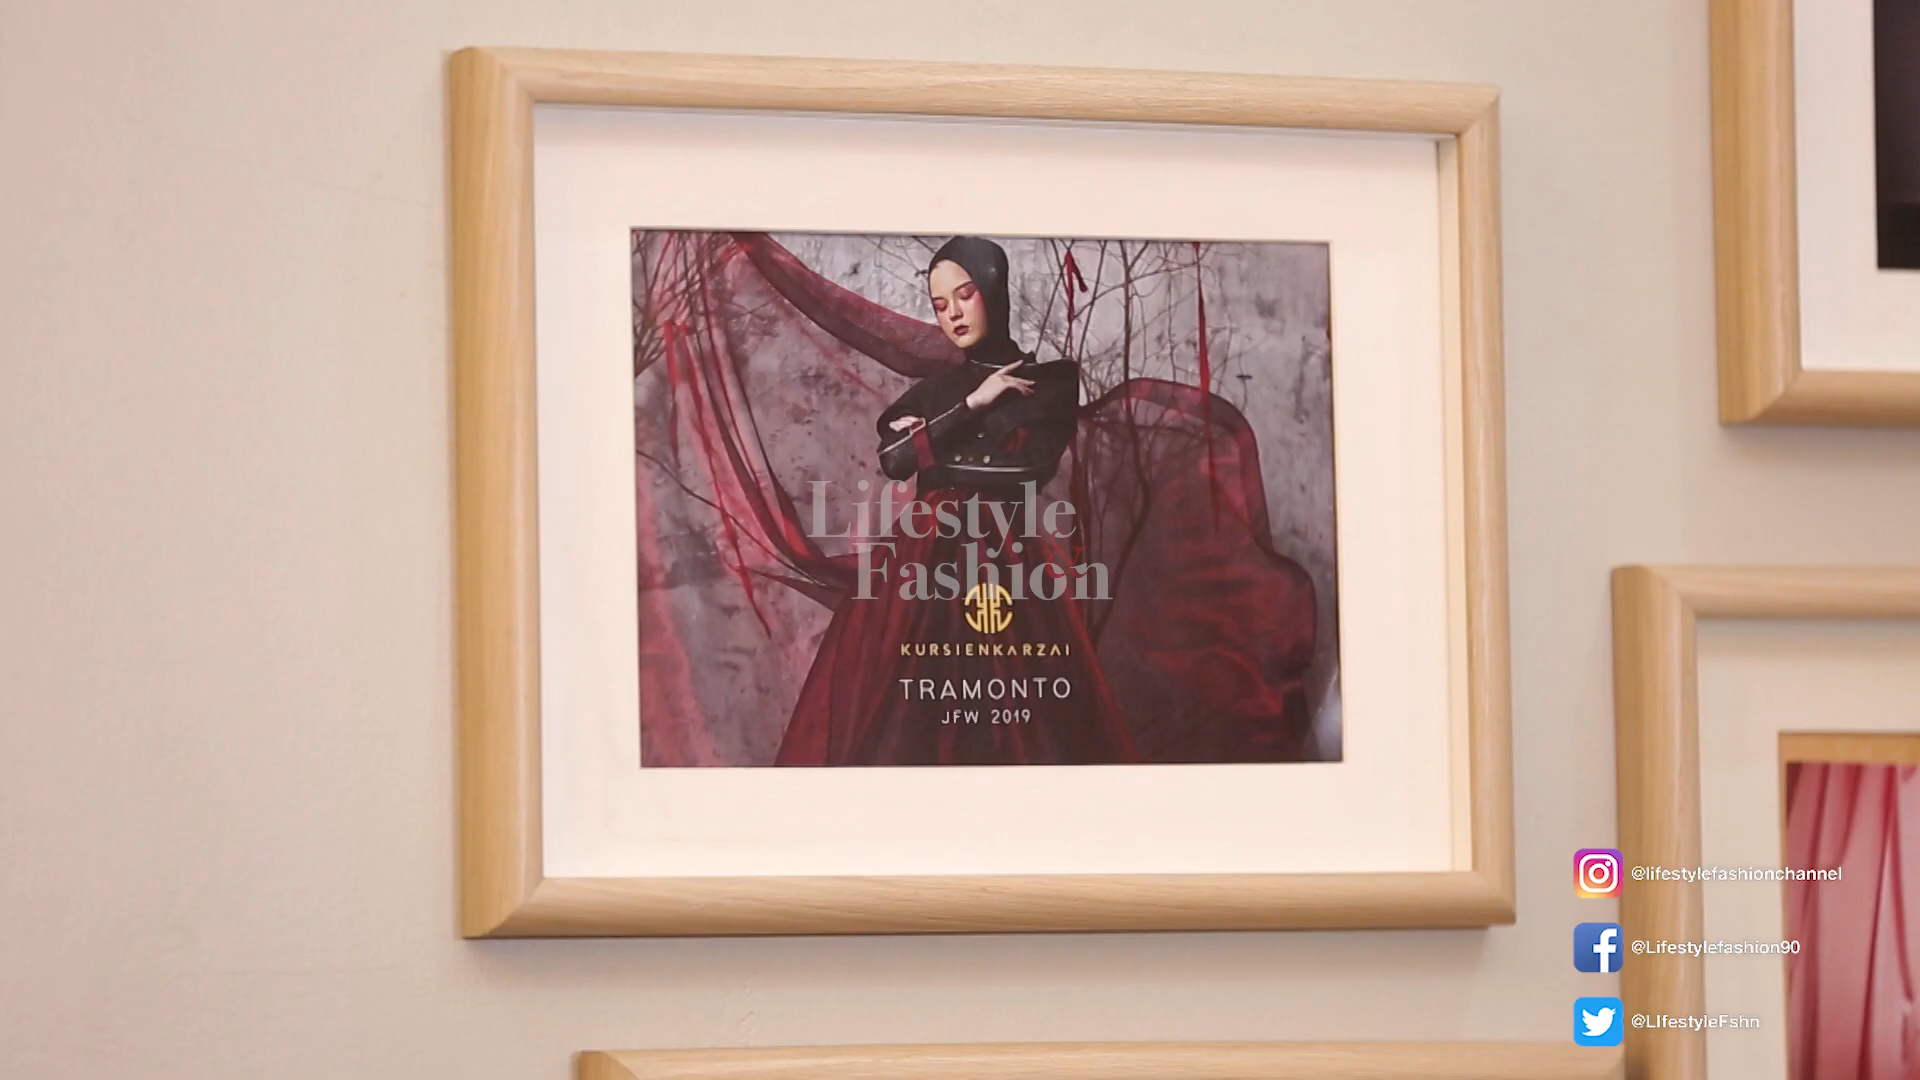 Lifestyle
& Fashion
KURSIENKARZAI
TRAMONTO
JFW 2019
@lifestylefashionchannel
@Lifestylefashion90
@LIfestyleFshn